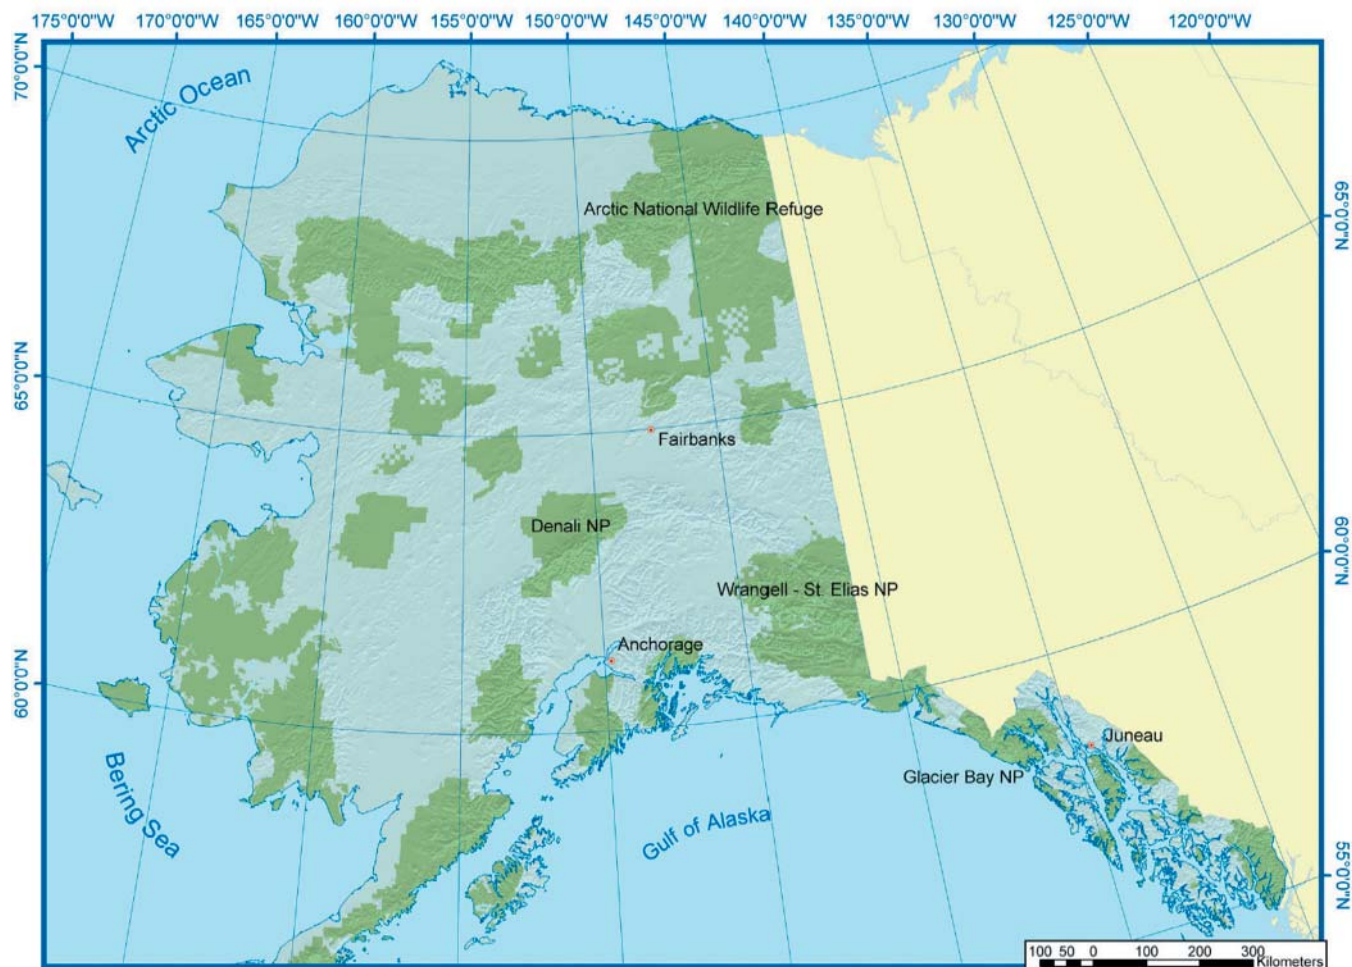 175°0'0"W 170°0'0"W 165°0'0"W 160°0'0"W 155°0'0"W 150°0'0"W 145°0'0"W 140°0'0"W 135°0'0"W 130°0'0"W 125°0'0"W 120°0'0"W
70°0'0"N
Arctic Ocean
65°0'0"N
Arctic National Wildlife Refuge
65°0'0"N
Fairbanks
Denali NP
60°0'0"N
Wrangell - St. Elias NP
Anchorage
60°0'0"N
Juneau
Glacier Bay NP
Bering Sea
Gulf of Alaska
55°0'0"N
100 50 0 100 200 300
Kilometers